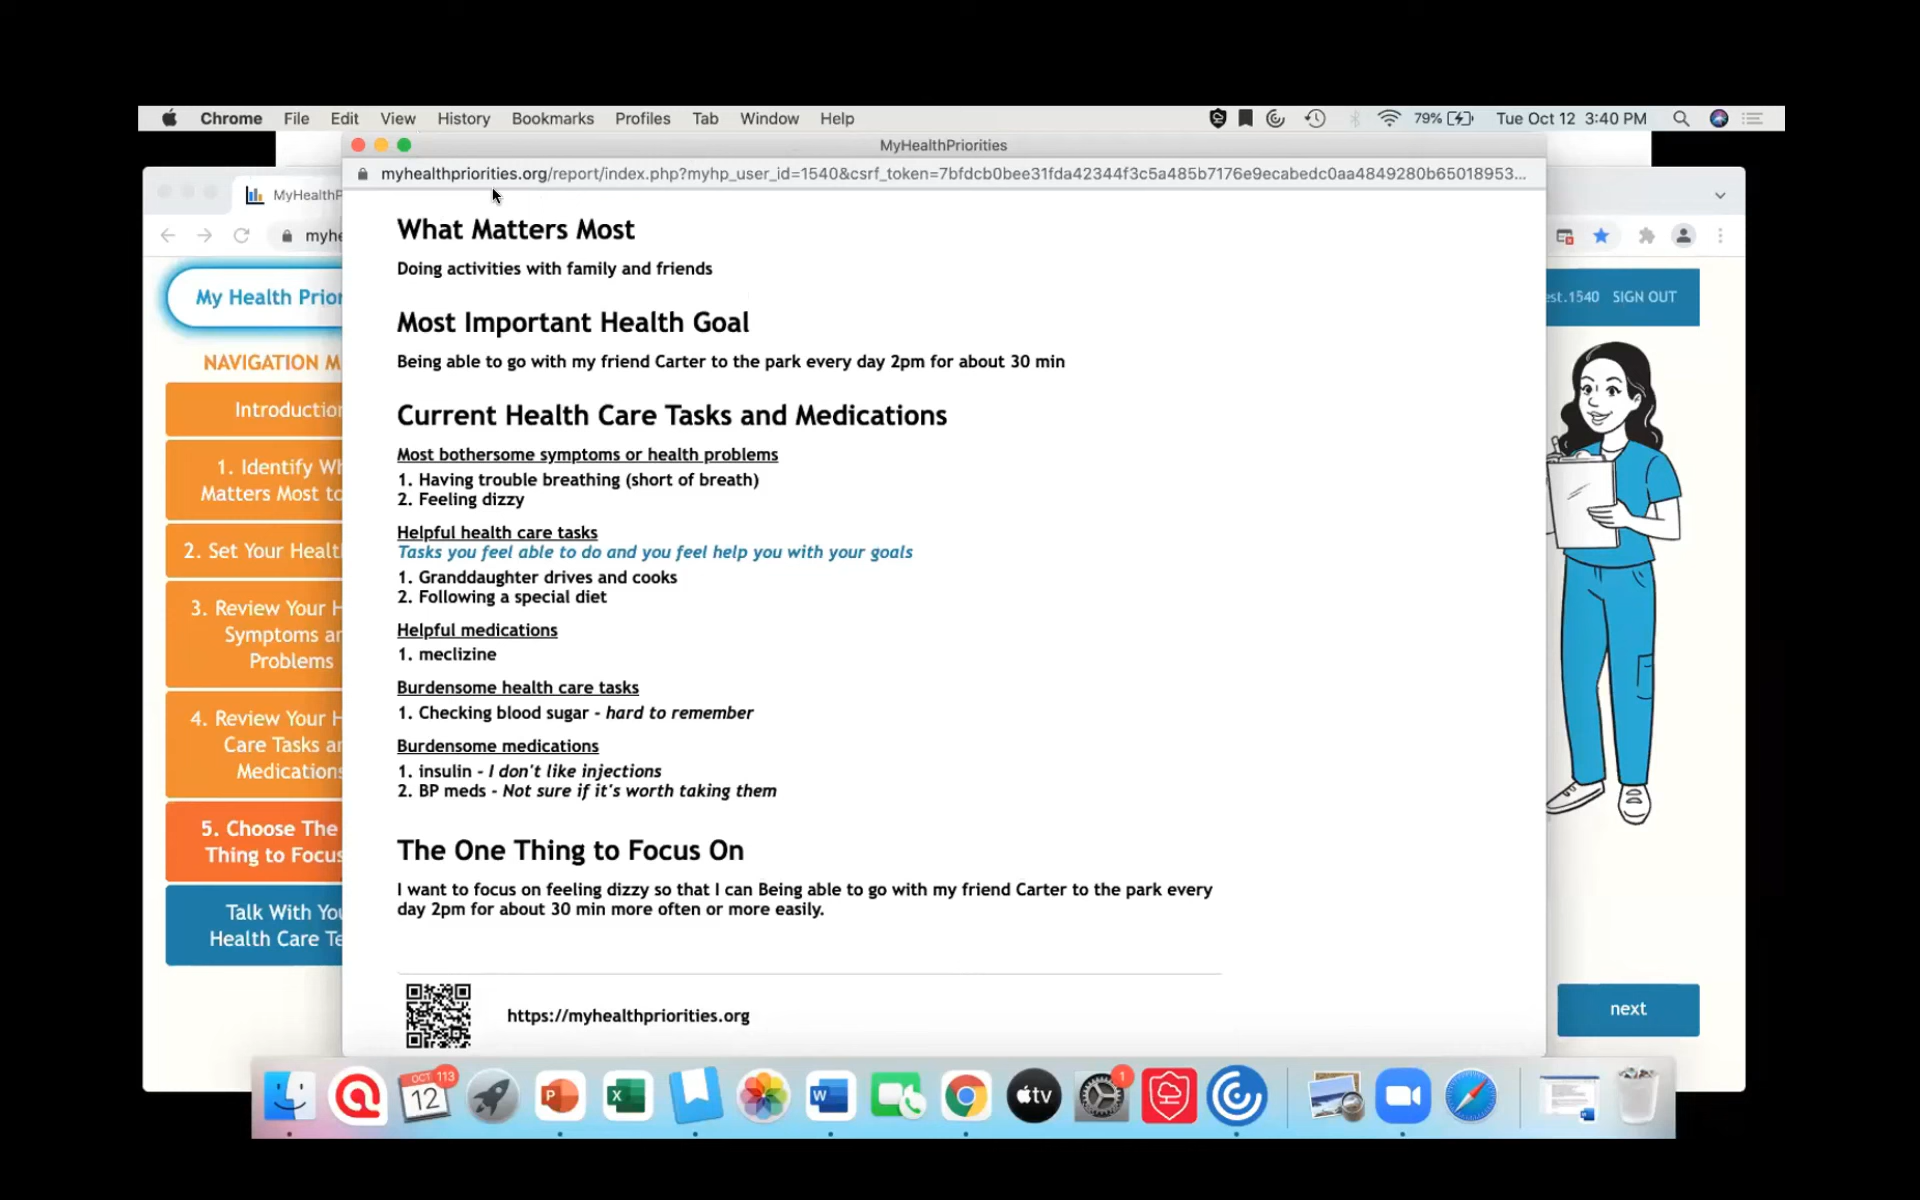 Chrome File Edit View History Bookmarks Profiles Tab Window Help 79% Tue Oct 12 3:40 PM
MyHealthPriorities
myhealthpriorities.org/report/index.php?myhp_user_id=1540&csrf_token=7bfdcb0bee31fda42344f3c5a485b7176e9ecabedc0aa4849280b65018953...
MyHealthP
myhe
My Health Prior
est.1540 SIGN OUT
NAVIGATION M
Introduction
1. Identify Wh
Matters Most to
2. Set Your Healt
3. Review Your H
Symptoms an
Problems
4. Review Your H
Care Tasks an
Medications
5. Choose The
Thing to Focus
Talk With You
Health Care Te
What Matters Most
Doing activities with family and friends
Most Important Health Goal
Being able to go with my friend Carter to the park every day 2pm for about 30 min
Current Health Care Tasks and Medications
Most bothersome symptoms or health problems
1. Having trouble breathing (short of breath)
2. Feeling dizzy
Helpful health care tasks
Tasks you feel able to do and you feel help you with your goals
1. Granddaughter drives and cooks
2. Following a special diet
Helpful medications
1. meclizine
Burdensome health care tasks
1. Checking blood sugar - hard to remember
Burdensome medications
1. insulin - I don't like injections
2. BP meds - Not sure if it's worth taking them
The One Thing to Focus On
I want to focus on feeling dizzy so that I can Being able to go with my friend Carter to the park every
day 2pm for about 30 min more often or more easily.
https://myhealthpriorities.org
next
OCT 113
12
P
X
W
tv
1